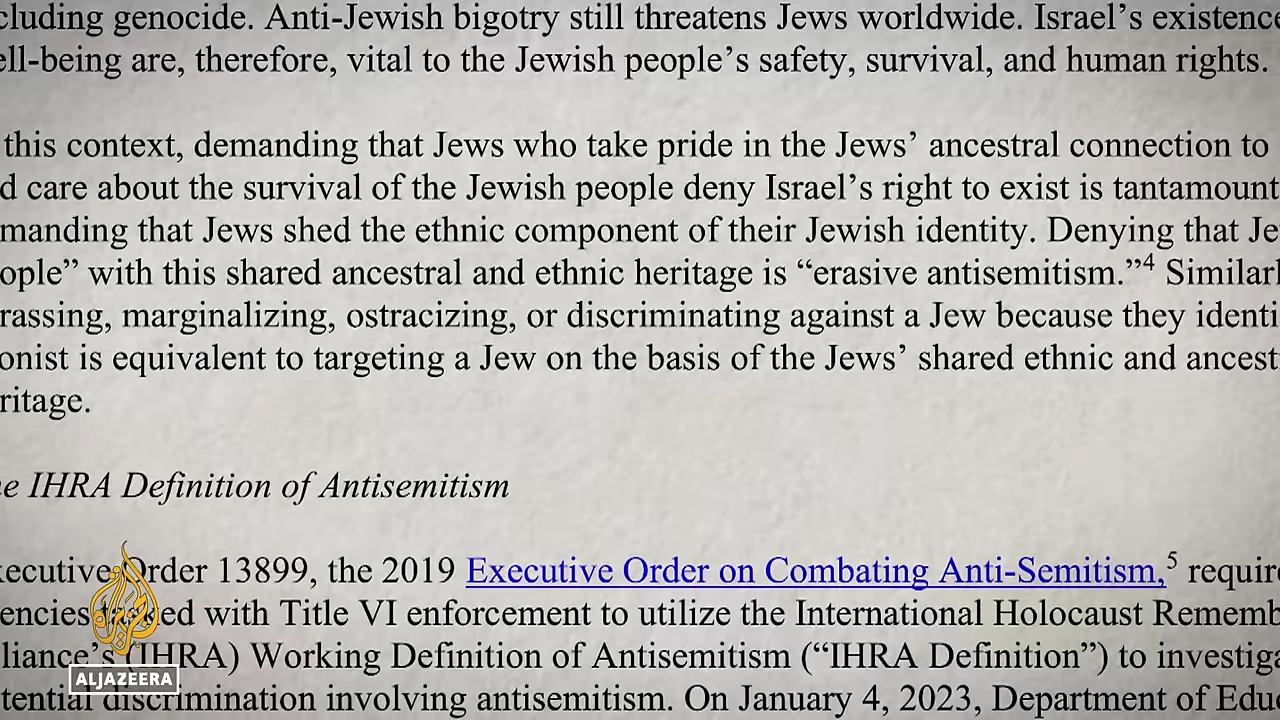 cluding genocide. Anti-Jewish bigotry still threatens Jews worldwide. Israel’s existence
ell-being are, therefore, vital to the Jewish people’s safety, survival, and human rights.
this context, demanding that Jews who take pride in the Jews’ ancestral connection to
d care about the survival of the Jewish people deny Israel’s right to exist is tantamount
manding that Jews shed the ethnic component of their Jewish identity. Denying that Je
ople” with this shared ancestral and ethnic heritage is “erasive antisemitism.”4 Similarl
rassing, marginalizing, ostracizing, or discriminating against a Jew because they identi
onist is equivalent to targeting a Jew on the basis of the Jews’ shared ethnic and ancest
ritage.
e IHRA Definition of Antisemitism
xecutive Order 13899, the 2019 Executive Order on Combating Anti-Semitism,5 require
encies tasked with Title VI enforcement to utilize the International Holocaust Rememb
liance’s (IHRA) Working Definition of Antisemitism (“IHRA Definition”) to investiga
tential discrimination involving antisemitism. On January 4, 2023, Department of Educ
ALJAZEERA